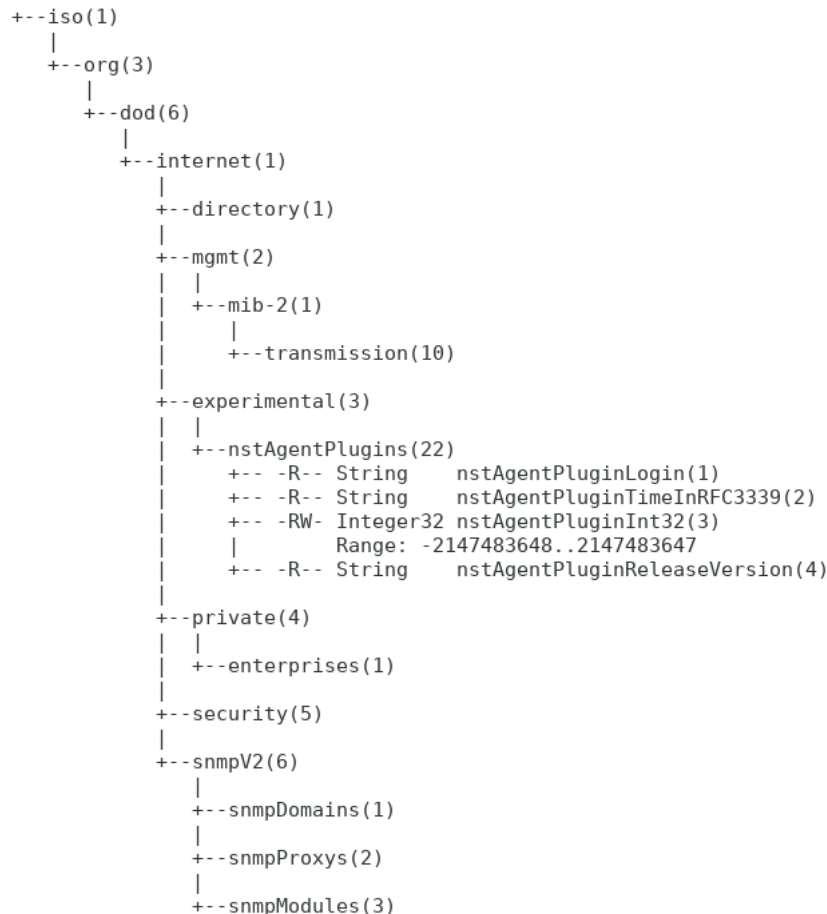 +--iso(1)
   |
   +--org(3)
      |
      +--dod(6)
         |
         +--internet(1)
            |
            +--directory(1)
            |
            +--mgmt(2)
            |  |
            |  +--mib-2(1)
            |     |
            |     +--transmission(10)
            |
            +--experimental(3)
            |  |
            |  +--nstAgentPlugins(22)
            |     +-- -R-- String    nstAgentPluginLogin(1)
            |     +-- -R-- String    nstAgentPluginTimeInRFC3339(2)
            |     +-- -RW- Integer32 nstAgentPluginInt32(3)
            |     |        Range: -2147483648..2147483647
            |     +-- -R-- String    nstAgentPluginReleaseVersion(4)
            |
            +--private(4)
            |  |
            |  +--enterprises(1)
            |
            +--security(5)
            |
            +--snmpV2(6)
               |
               +--snmpDomains(1)
               |
               +--snmpProxys(2)
               |
               +--snmpModules(3)